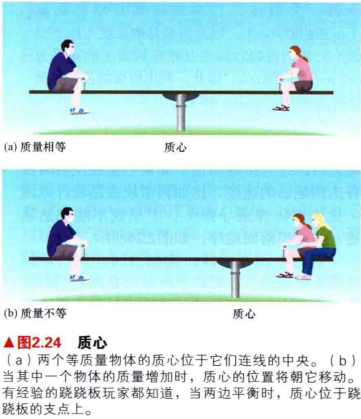 (a) 质量相等 质心
(b) 质量不等 质心
▲图2.24 质心
(a)两个等质量物体的质心位于它们连线的中央。(b)
当其中一个物体的质量增加时,质心的位置将朝它移动。
有经验的跷跷板玩家都知道,当两边平衡时,质心位于跷
跷板的支点上。